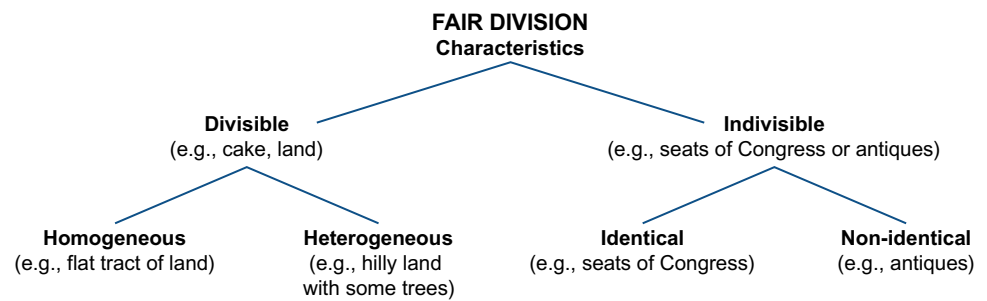 FAIR DIVISION
Characteristics
Divisible
(e.g., cake, land)
Indivisible
(e.g., seats of Congress or antiques)
Homogeneous
(e.g., flat tract of land)
Heterogeneous
(e.g., hilly land
with some trees)
Identical
(e.g., seats of Congress)
Non-identical
(e.g., antiques)